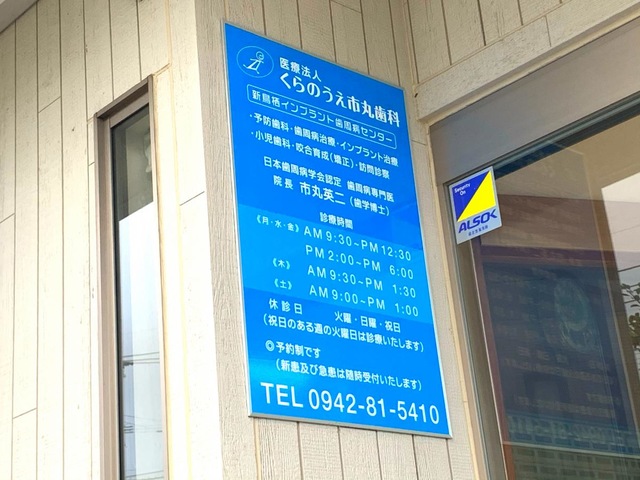 医療法人
くらのうえ市丸歯科
新鳥栖インプラント歯周病センター
・予防歯科・歯周病治療・インプラント治療
・小児歯科・咬合育成(矯正)・訪問診察
日本歯周病学会認定 歯周病専門医
院長 市丸英二(歯学博士)
診療時間
《月・水・金》 AM 9:30~PM 12:30
PM 2:00~PM 6:00
《木》 AM 9:30~PM 1:30
《土》 AM 9:00~PM 1:00
休診日 火曜・日曜・祝日
(祝日のある週の火曜日は診療いたします)
◎予約制です
(新患及び急患は随時受付いたします)
TEL 0942-81-5410
Security On
ALSOK